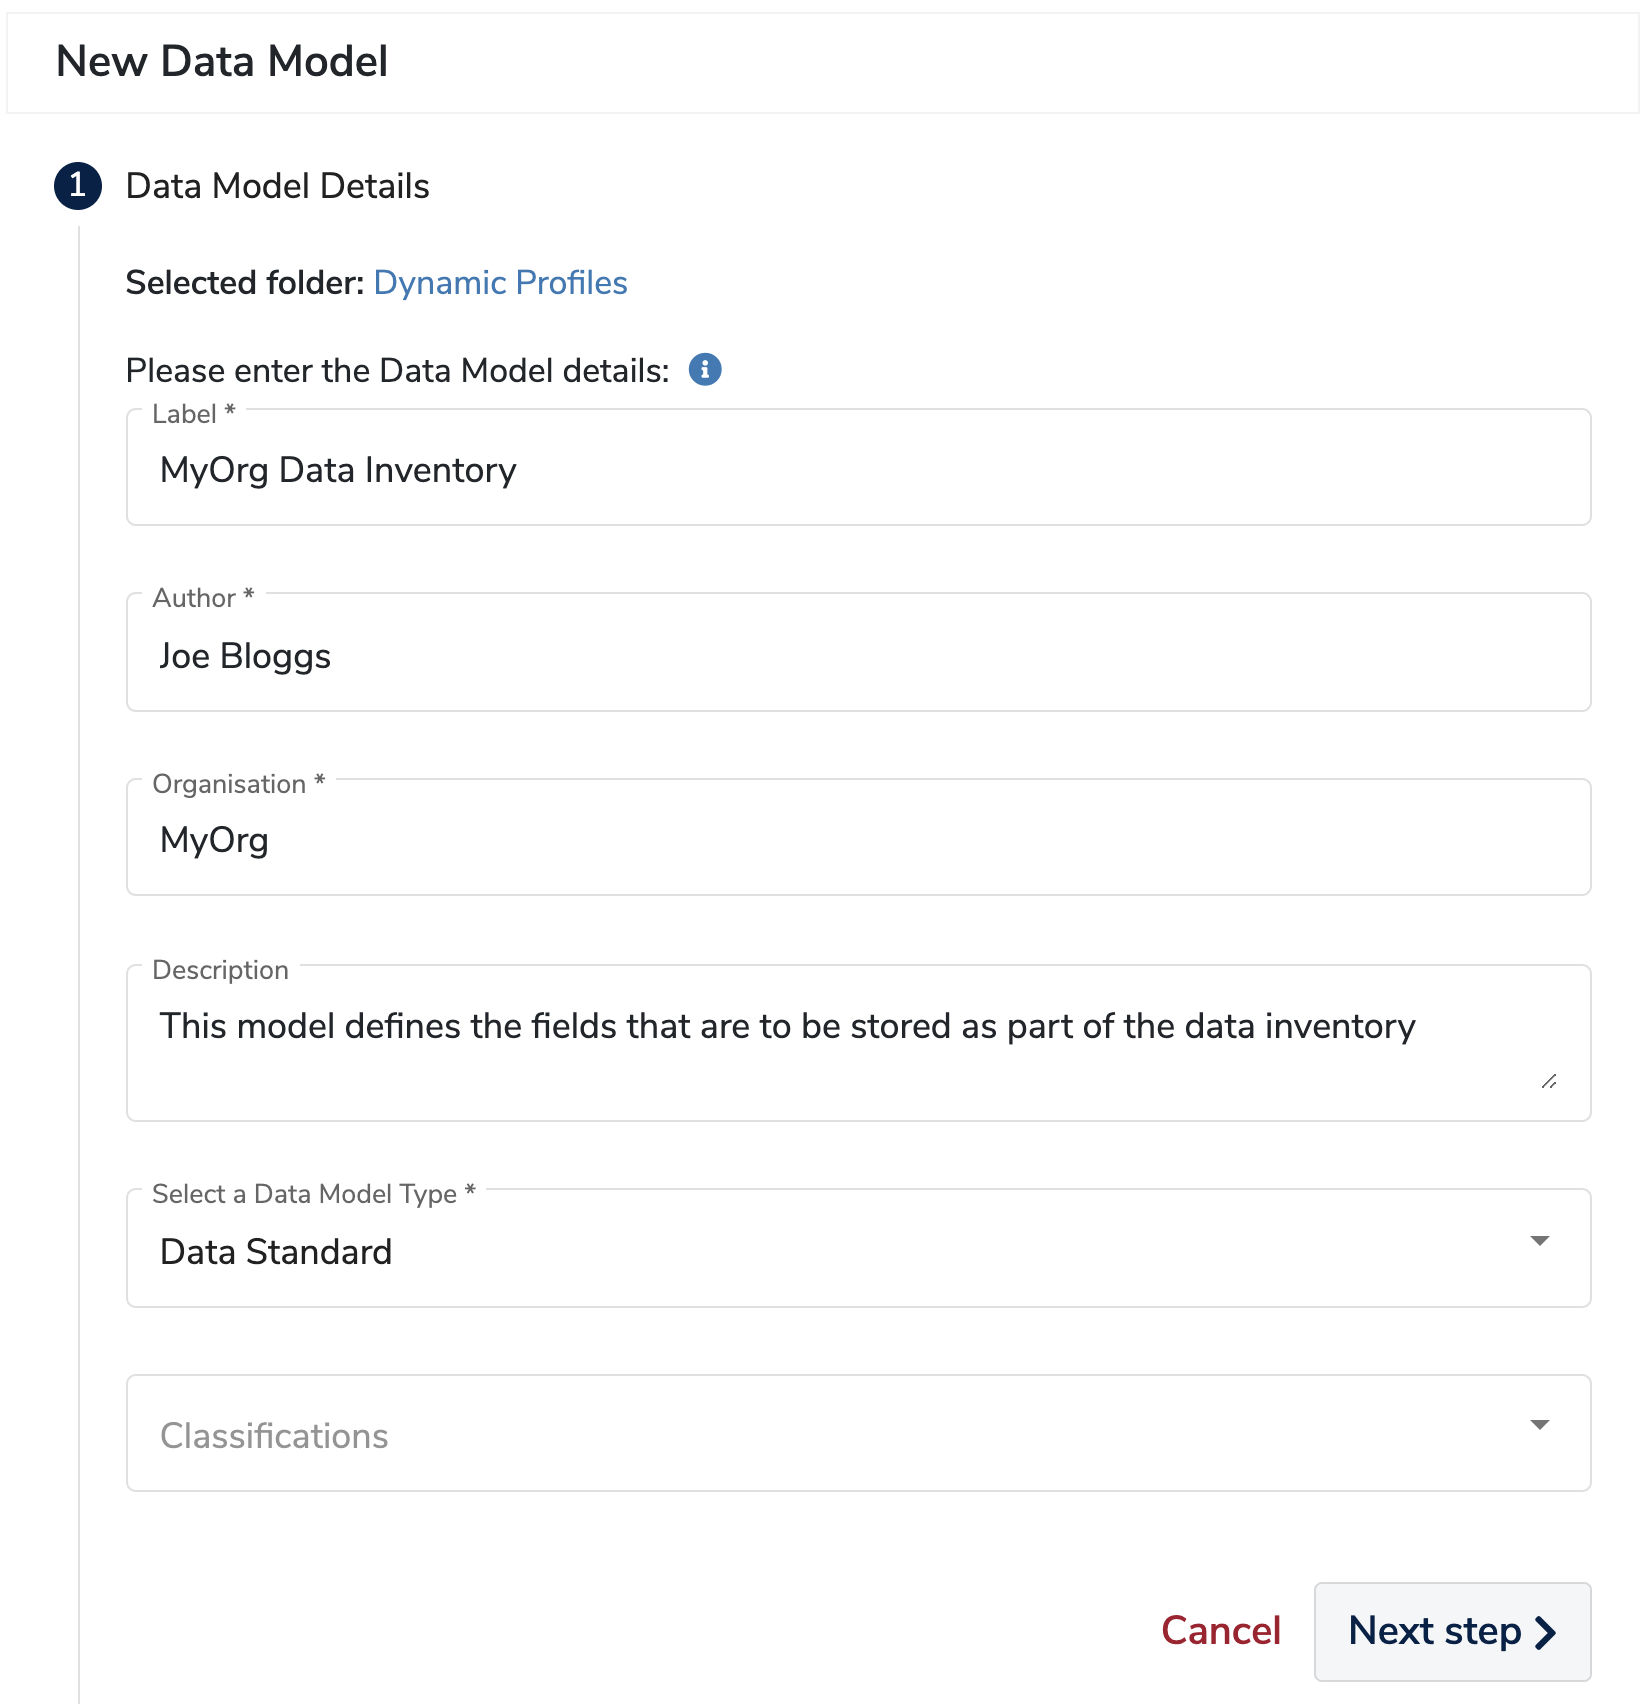 New Data Model
1 Data Model Details
Selected folder: Dynamic Profiles
Please enter the Data Model details:
Label *
MyOrg Data Inventory
Author *
Joe Bloggs
Organisation *
MyOrg
Description
This model defines the fields that are to be stored as part of the data inventory
Select a Data Model Type *
Data Standard
Classifications
Cancel Next step